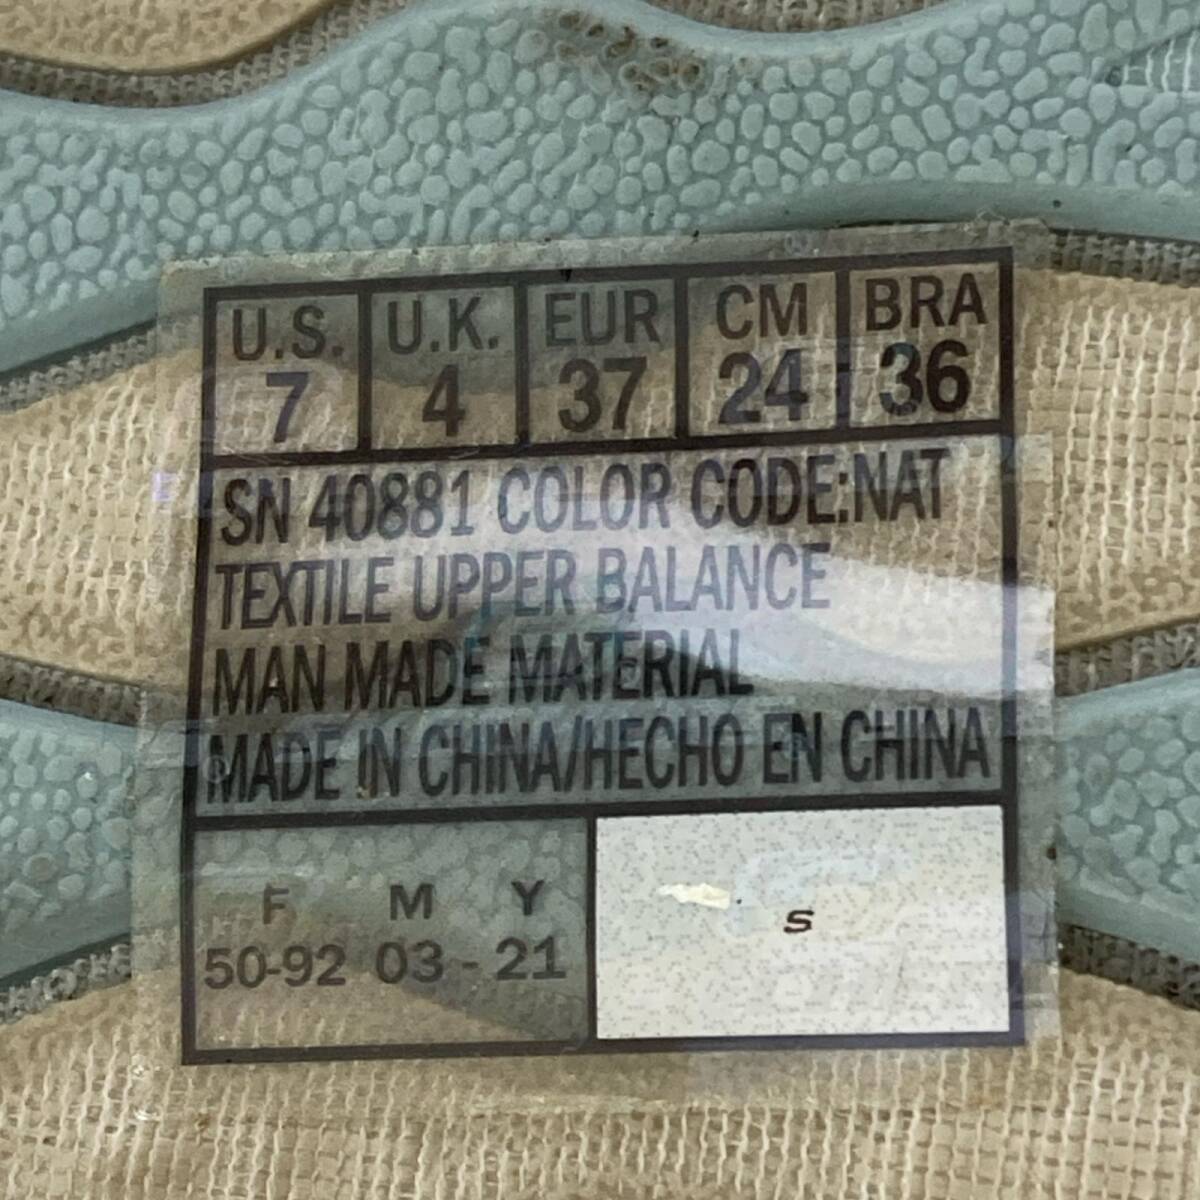 U.S. U.K. EUR CM BRA
7 4 37 24 36
SN 40881 COLOR CODE:NAT
TEXTILE UPPER BALANCE
MAN MADE MATERIAL
MADE IN CHINA/HECHO EN CHINA
F M Y
50-92 03 - 21
S